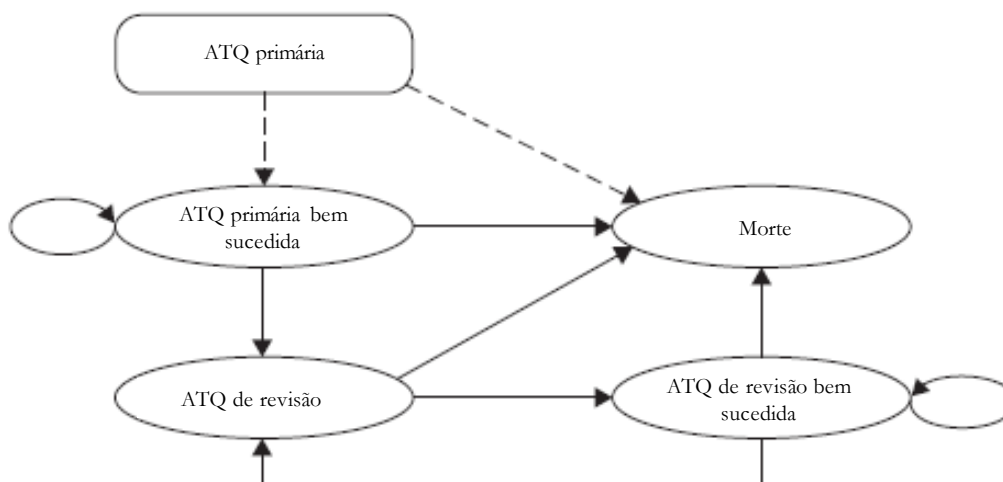 ATQ primária
ATQ primária bem
sucedida
Morte
ATQ de revisão
ATQ de revisão bem
sucedida